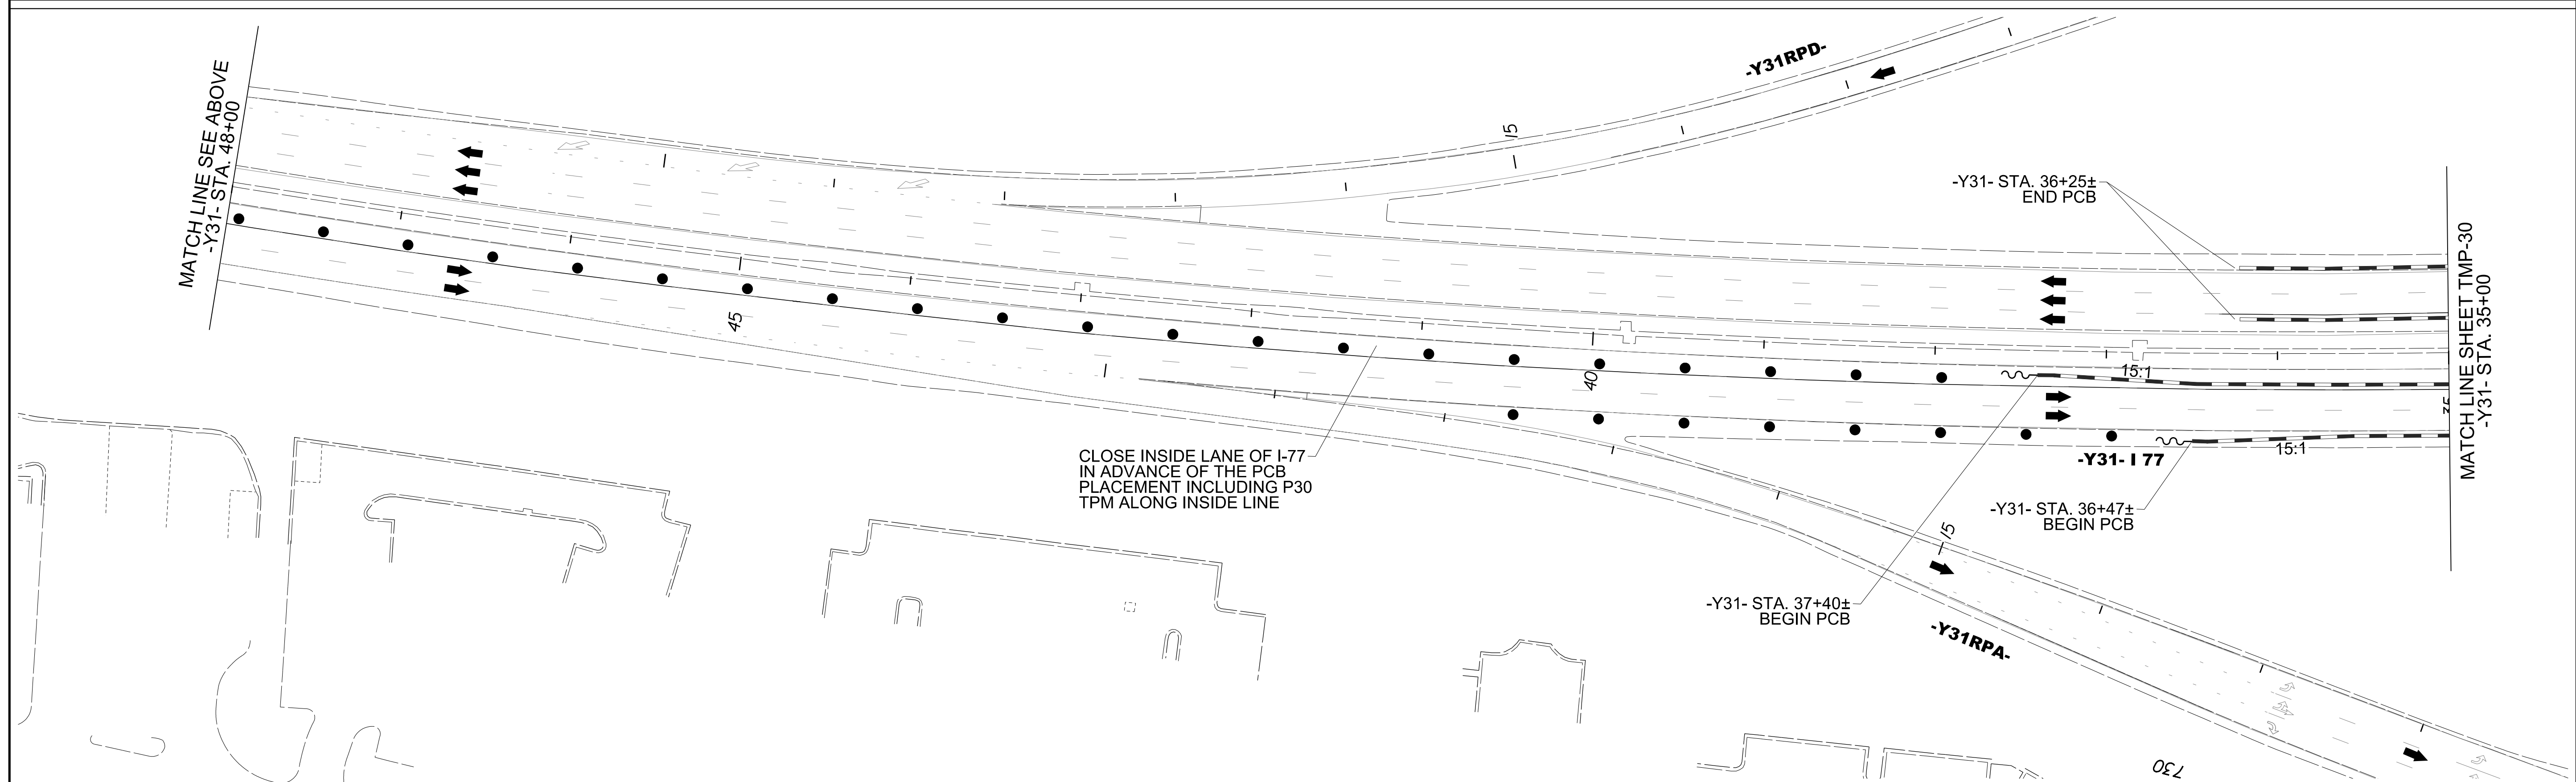 MATCH LINE SEE ABOVE
-Y31- STA. 48+00
-Y31RPD-
15
-Y31- STA. 36+25±
END PCB
MATCH LINE SHEET TMP-30
-Y31- STA. 35+00
45
40
35
15:1
15:1
CLOSE INSIDE LANE OF I-77
IN ADVANCE OF THE PCB
PLACEMENT INCLUDING P30
TPM ALONG INSIDE LINE
-Y31- I 77
-Y31- STA. 36+47±
BEGIN PCB
15
-Y31- STA. 37+40±
BEGIN PCB
-Y31RPA-
730